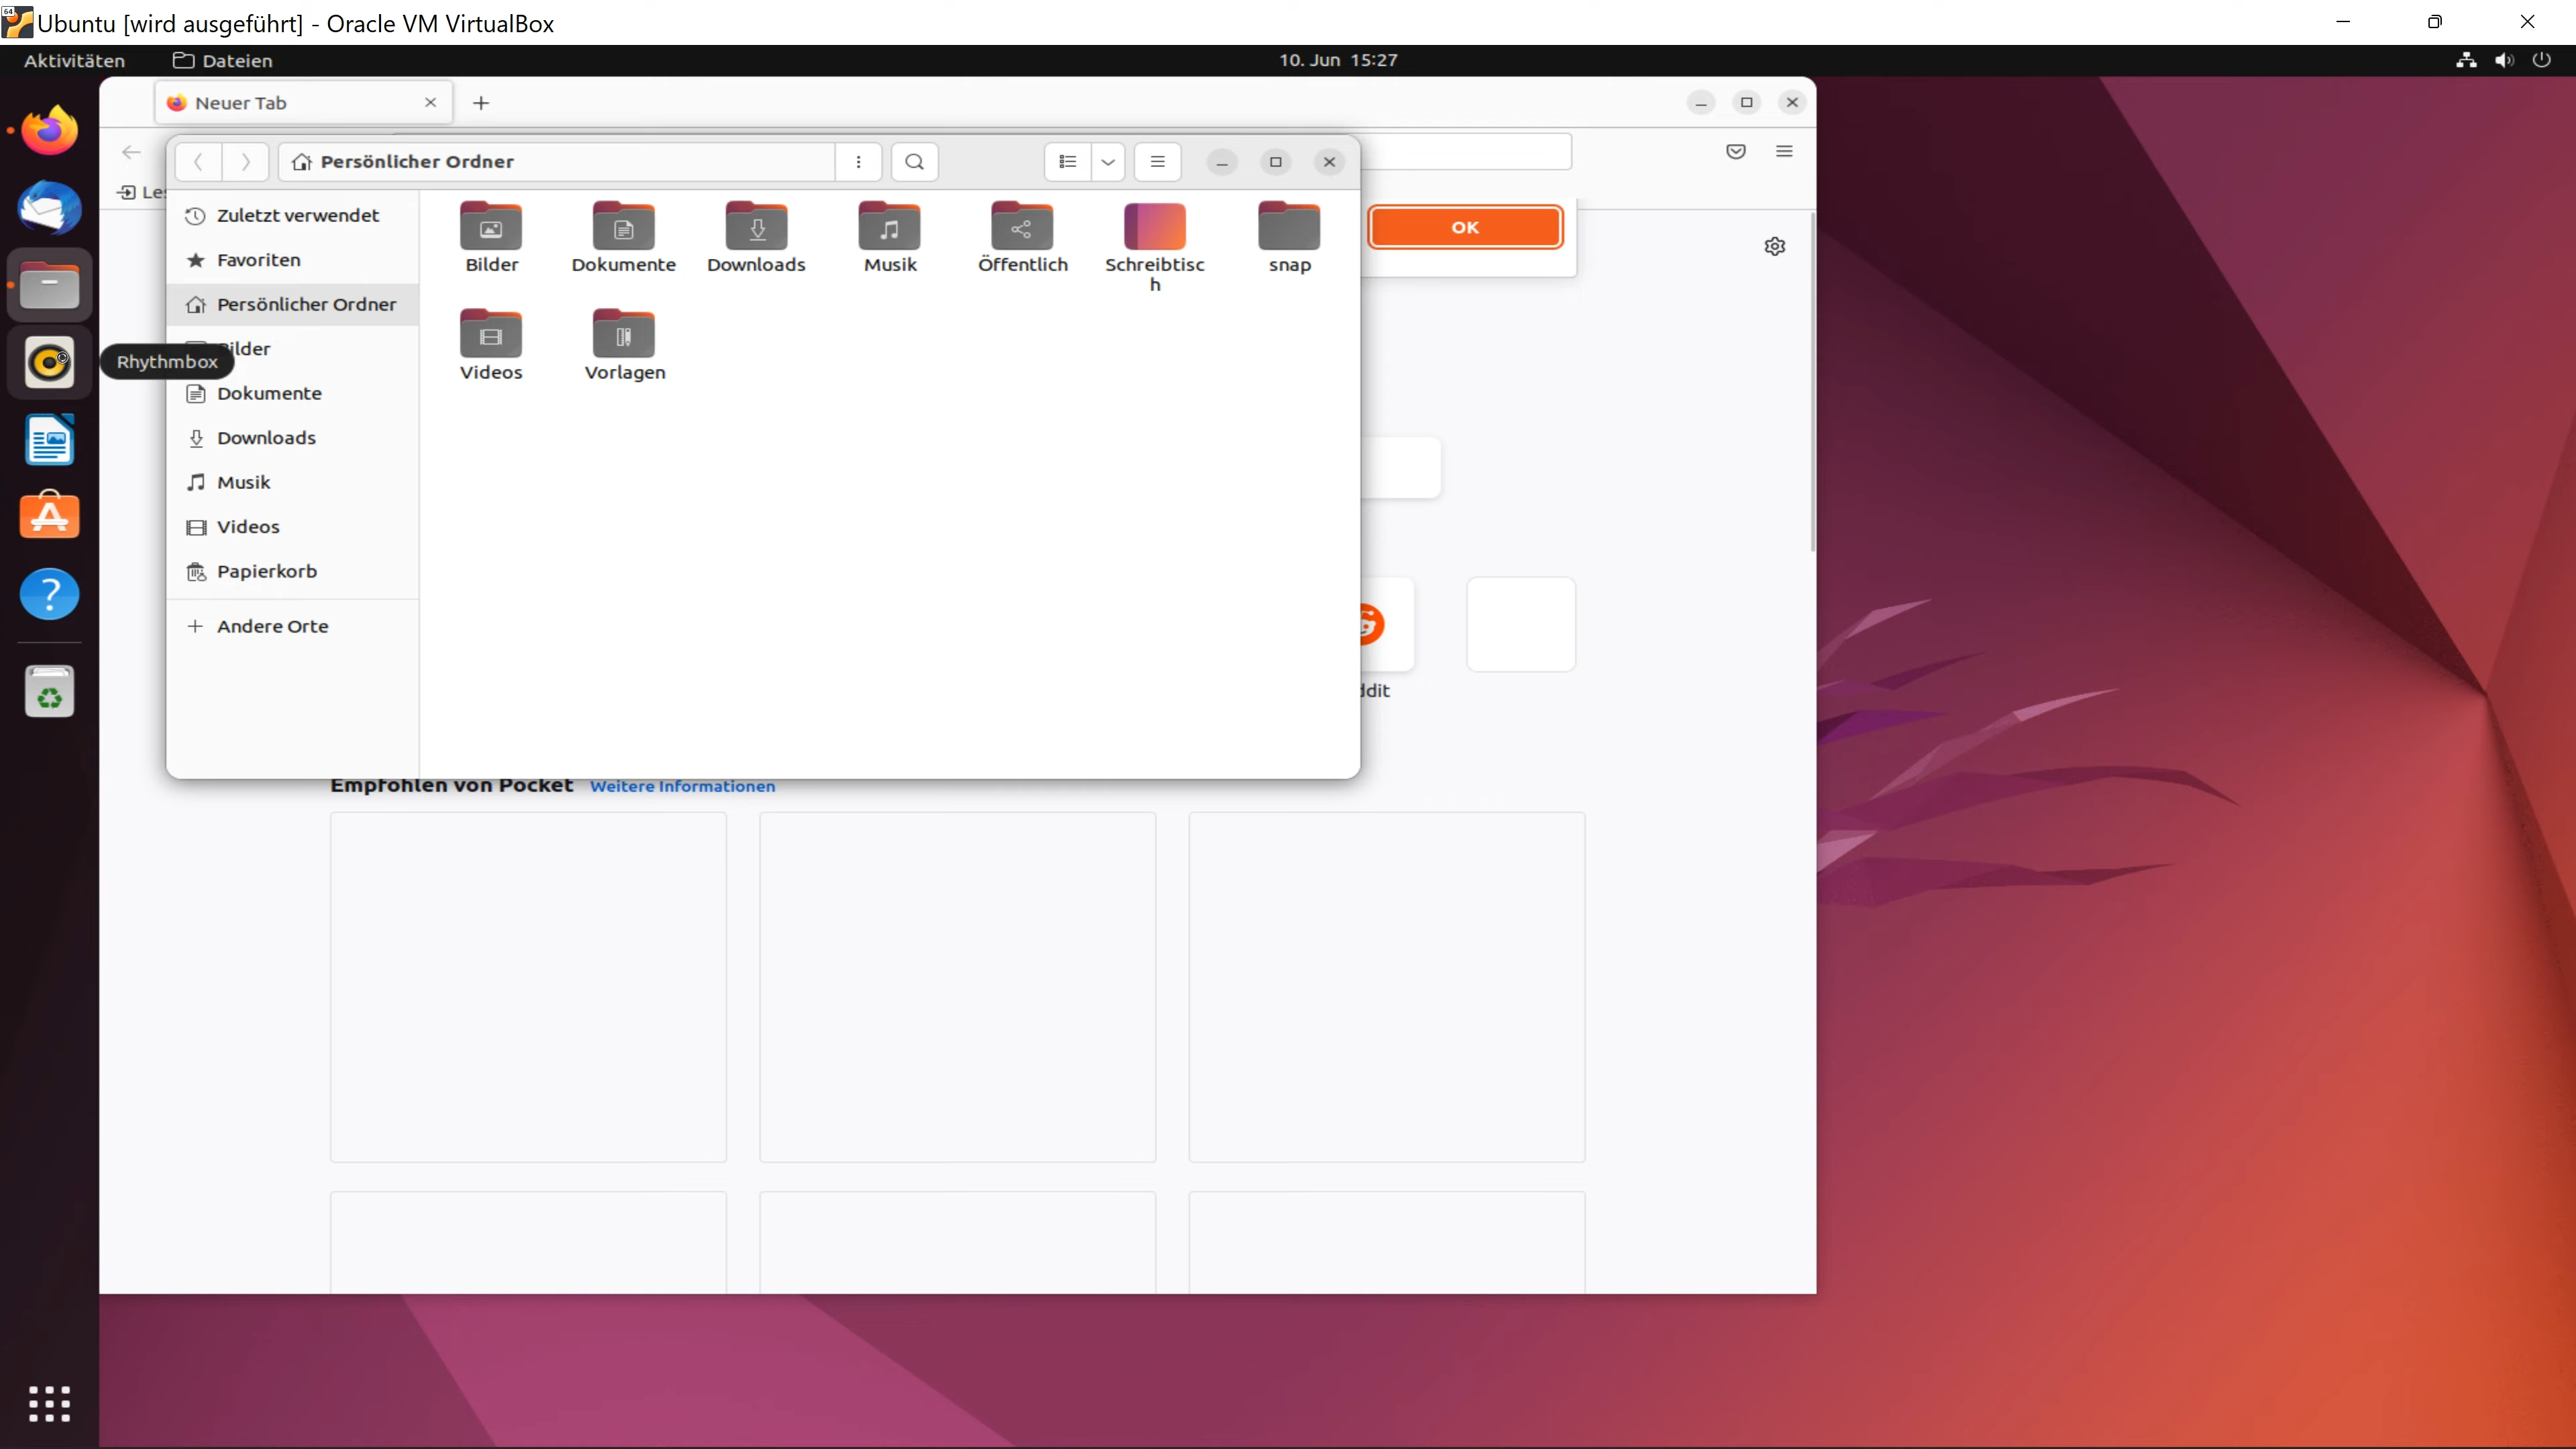 64
Ubuntu [wird ausgeführt] - Oracle VM VirtualBox
Aktivitäten
Dateien
10. Jun 15:27
Neuer Tab
Persönlicher Ordner
OK
Zuletzt verwendet
Favoriten
Persönlicher Ordner
Rhythmbox
Dokumente
Downloads
Musik
Videos
Papierkorb
Andere Orte
Bilder
Dokumente
Downloads
Musik
Öffentlich
Schreibtisc
h
snap
Videos
Vorlagen
ddit
Empfohlen von Pocket
Weitere Informationen